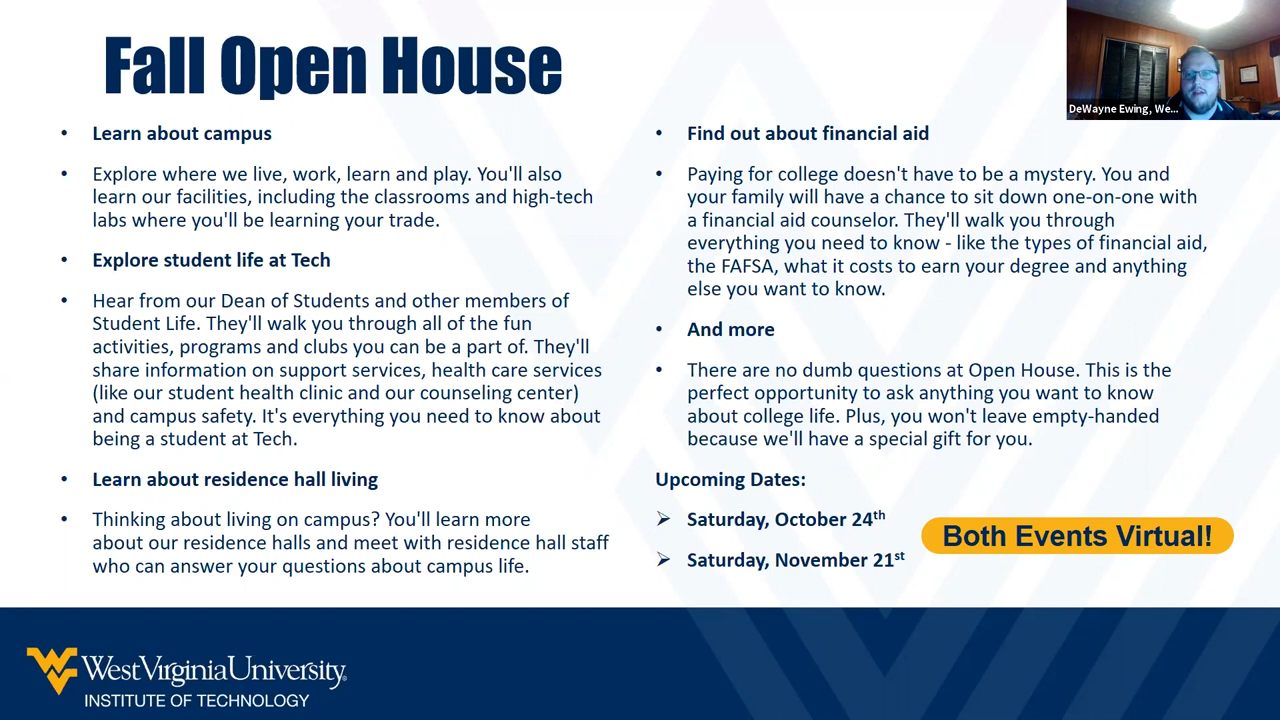 Fall Open House
DeWayne Ewing, We...
• Learn about campus
• Explore where we live, work, learn and play. You'll also
learn our facilities, including the classrooms and high-tech
labs where you'll be learning your trade.
• Explore student life at Tech
• Hear from our Dean of Students and other members of
Student Life. They'll walk you through all of the fun
activities, programs and clubs you can be a part of. They'll
share information on support services, health care services
(like our student health clinic and our counseling center)
and campus safety. It's everything you need to know about
being a student at Tech.
• Learn about residence hall living
• Thinking about living on campus? You'll learn more
about our residence halls and meet with residence hall staff
who can answer your questions about campus life.
• Find out about financial aid
• Paying for college doesn't have to be a mystery. You and
your family will have a chance to sit down one-on-one with
a financial aid counselor. They'll walk you through
everything you need to know - like the types of financial aid,
the FAFSA, what it costs to earn your degree and anything
else you want to know.
• And more
• There are no dumb questions at Open House. This is the
perfect opportunity to ask anything you want to know
about college life. Plus, you won't leave empty-handed
because we'll have a special gift for you.
Upcoming Dates:
➢ Saturday, October 24th
➢ Saturday, November 21st
Both Events Virtual!
WestVirginiaUniversity®
INSTITUTE OF TECHNOLOGY